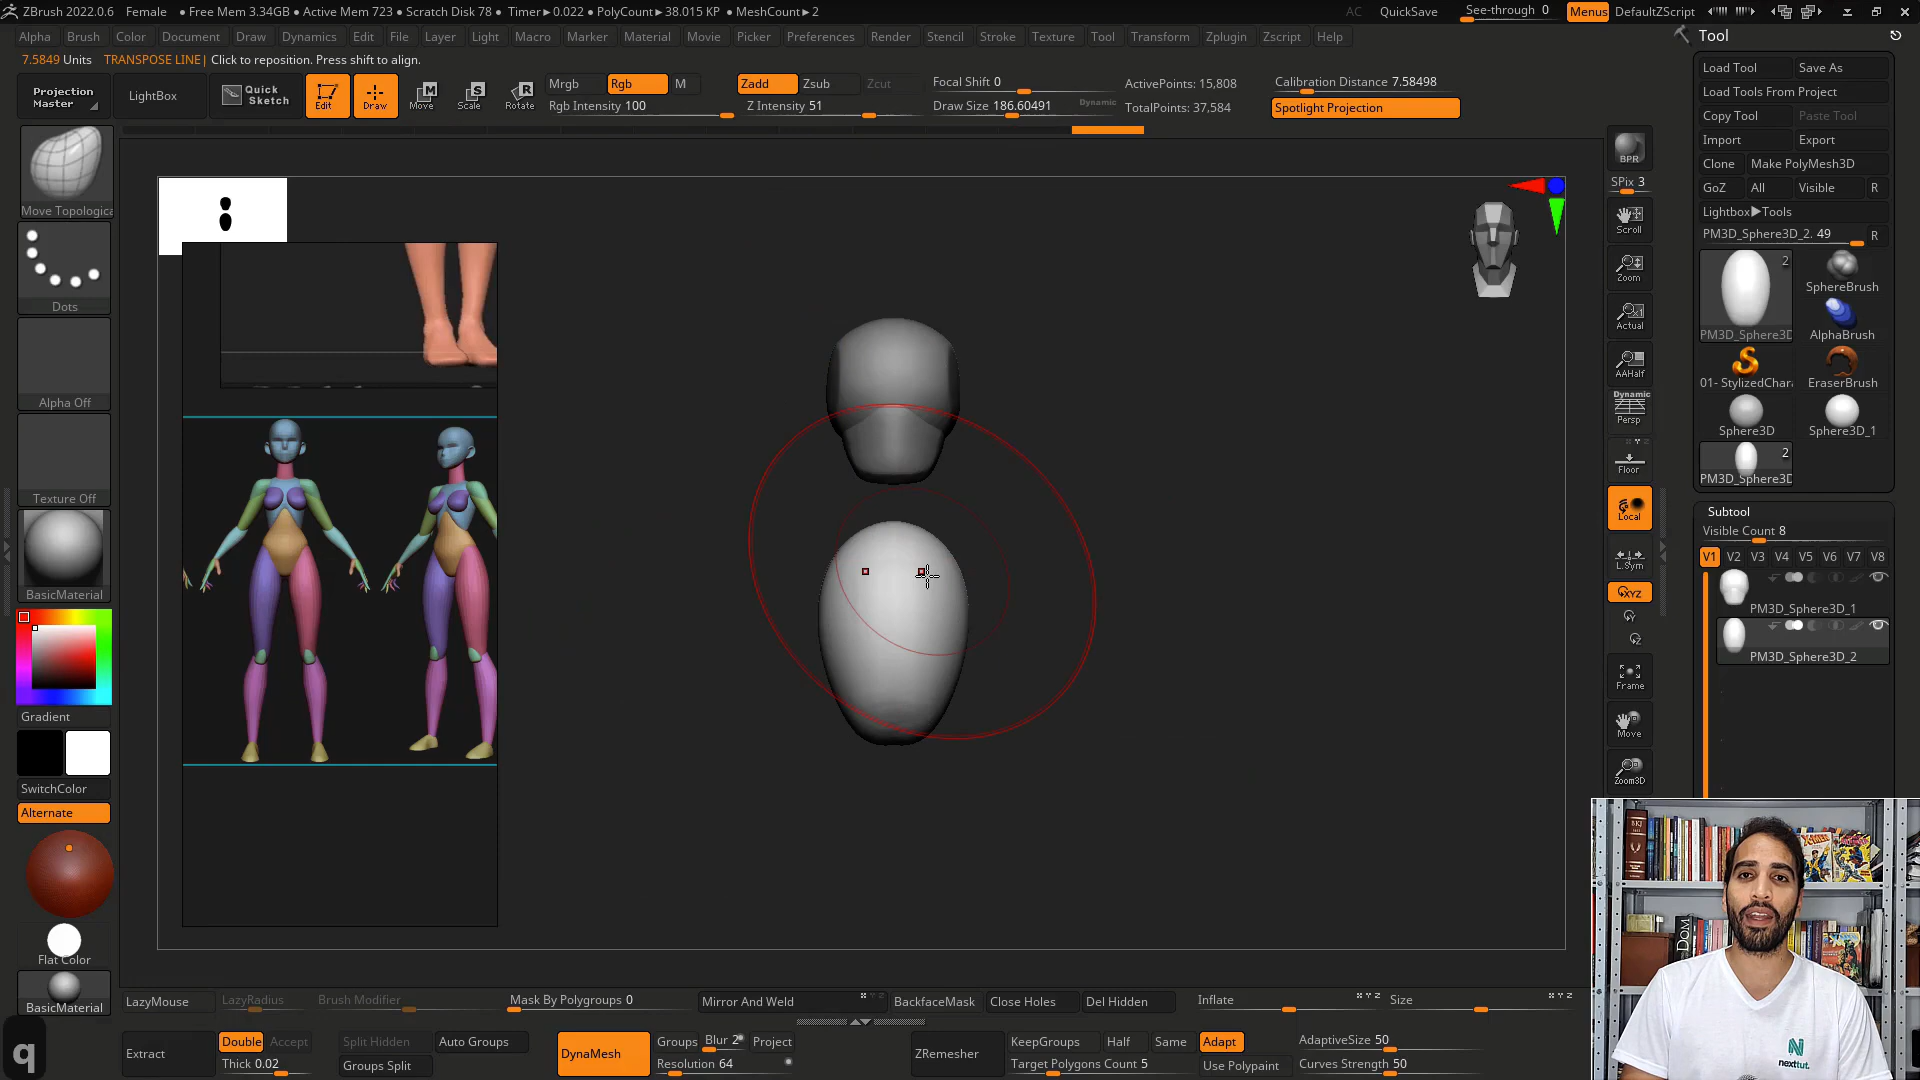 ZBrush 2022.0.6 Female • Free Mem 3.34GB • Active Mem 723 • Scratch Disk 78 • Timer▶0.022 • PolyCount▶38.015 KP • MeshCount▶2
AC QuickSave See-through 0 Menus DefaultZScript
Alpha Brush Color Document Draw Dynamics Edit File Layer Light Macro Marker Material Movie Picker Preferences Render Stencil Stroke Texture Tool Transform Zplugin Zscript Help
7.5849 Units TRANSPOSE LINE| Click to reposition. Press shift to align.
Projection Master
LightBox
Quick Sketch
Edit
Draw
Move
Scale
Rotate
Mrgb Rgb M
Rgb Intensity 100
Zadd Zsub Zcut
Z Intensity 51
Focal Shift 0
Draw Size 186.60491 Dynamic
ActivePoints: 15,808
TotalPoints: 37,584
Calibration Distance 7.58498
Spotlight Projection
Move Topologica
Dots
Alpha Off
Texture Off
BasicMaterial
Gradient
SwitchColor
Alternate
Flat Color
BasicMaterial
q
BPR
SPix 3
Scroll
Zoom
Actual
AAHalf
Dynamic
Persp
Floor
Local
L.Sym
XYZ
Y
Z
Frame
Move
Zoom3D
Tool
Load Tool Save As
Load Tools From Project
Copy Tool Paste Tool
Import Export
Clone Make PolyMesh3D
GoZ All Visible R
Lightbox▶Tools
PM3D_Sphere3D_2. 49 R
2
PM3D_Sphere3D
SphereBrush
AlphaBrush
01- StylizedChar
EraserBrush
Sphere3D
Sphere3D_1
2
PM3D_Sphere3D
Subtool
Visible Count 8
V1 V2 V3 V4 V5 V6 V7 V8
PM3D_Sphere3D_1
PM3D_Sphere3D_2
LazyMouse LazyRadius Brush Modifier Mask By Polygroups 0 Mirror And Weld BackfaceMask Close Holes Del Hidden Inflate X Y Z Size X Y Z
Extract
Double Accept
Thick 0.02
Split Hidden
Groups Split
Auto Groups
DynaMesh
Groups Blur 2 Project
Resolution 64
ZRemesher
KeepGroups Half Same Adapt
Target Polygons Count 5 Use Polypaint
AdaptiveSize 50
Curves Strength 50
X-MEN
DOM
nexttut.